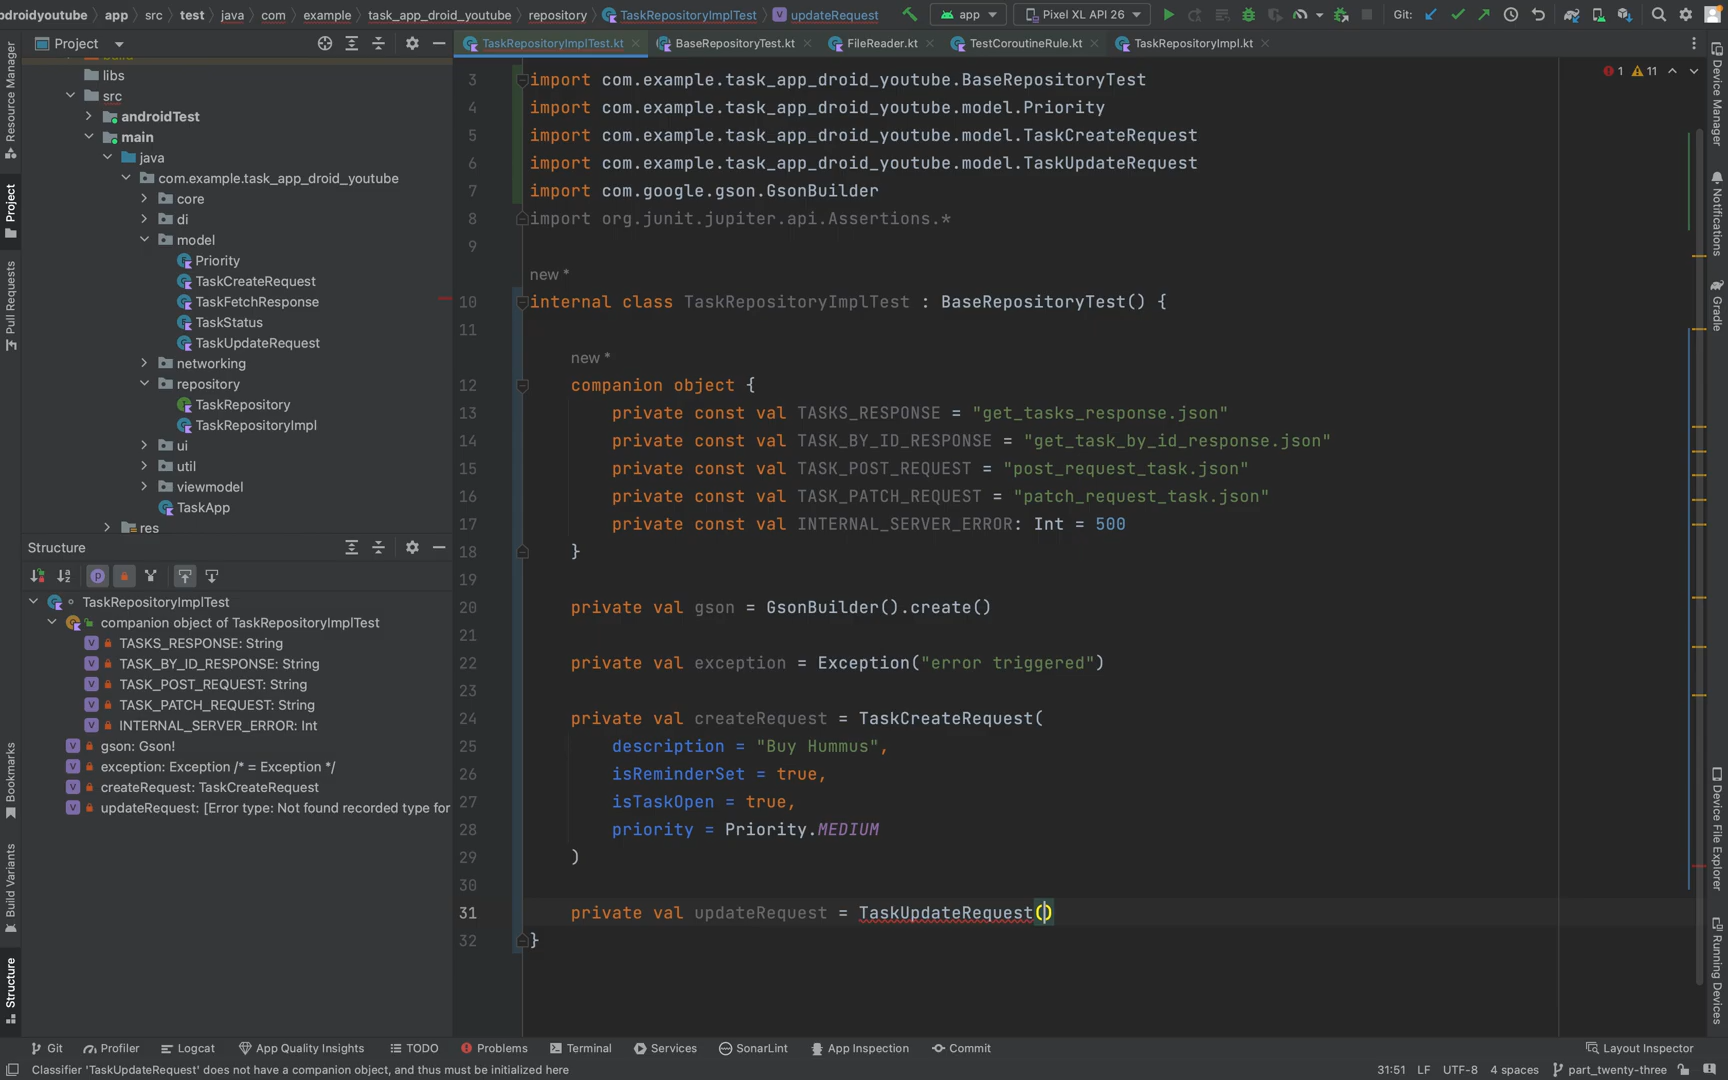 droidyoutube › app › src › test › java › com › example › task_app_droid_youtube › repository › TaskRepositoryImplTest › updateRequest
app
Pixel XL API 26
Git:
Project
TaskRepositoryImplTest.kt
BaseRepositoryTest.kt
FileReader.kt
TestCoroutineRule.kt
TaskRepositoryImpl.kt
libs
src
androidTest
main
java
com.example.task_app_droid_youtube
core
di
model
Priority
TaskCreateRequest
TaskFetchResponse
TaskStatus
TaskUpdateRequest
networking
repository
TaskRepository
TaskRepositoryImpl
ui
util
viewmodel
TaskApp
res
Structure
TaskRepositoryImplTest
companion object of TaskRepositoryImplTest
TASKS_RESPONSE: String
TASK_BY_ID_RESPONSE: String
TASK_POST_REQUEST: String
TASK_PATCH_REQUEST: String
INTERNAL_SERVER_ERROR: Int
gson: Gson!
exception: Exception /* = Exception */
createRequest: TaskCreateRequest
updateRequest: [Error type: Not found recorded type for
1 11
3 import com.example.task_app_droid_youtube.BaseRepositoryTest
4 import com.example.task_app_droid_youtube.model.Priority
5 import com.example.task_app_droid_youtube.model.TaskCreateRequest
6 import com.example.task_app_droid_youtube.model.TaskUpdateRequest
7 import com.google.gson.GsonBuilder
8 import org.junit.jupiter.api.Assertions.*
9
new *
10 internal class TaskRepositoryImplTest : BaseRepositoryTest() {
11
new *
12 companion object {
13 private const val TASKS_RESPONSE = "get_tasks_response.json"
14 private const val TASK_BY_ID_RESPONSE = "get_task_by_id_response.json"
15 private const val TASK_POST_REQUEST = "post_request_task.json"
16 private const val TASK_PATCH_REQUEST = "patch_request_task.json"
17 private const val INTERNAL_SERVER_ERROR: Int = 500
18 }
19
20 private val gson = GsonBuilder().create()
21
22 private val exception = Exception("error triggered")
23
24 private val createRequest = TaskCreateRequest(
25 description = "Buy Hummus",
26 isReminderSet = true,
27 isTaskOpen = true,
28 priority = Priority.MEDIUM
29 )
30
31 private val updateRequest = TaskUpdateRequest()
32 }
Resource Manager
Project
Pull Requests
Bookmarks
Build Variants
Structure
Device Manager
Notifications
Gradle
Device File Explorer
Running Devices
Git
Profiler
Logcat
App Quality Insights
TODO
Problems
Terminal
Services
SonarLint
App Inspection
Commit
Layout Inspector
Classifier 'TaskUpdateRequest' does not have a companion object, and thus must be initialized here
31:51 LF UTF-8 4 spaces part_twenty-three